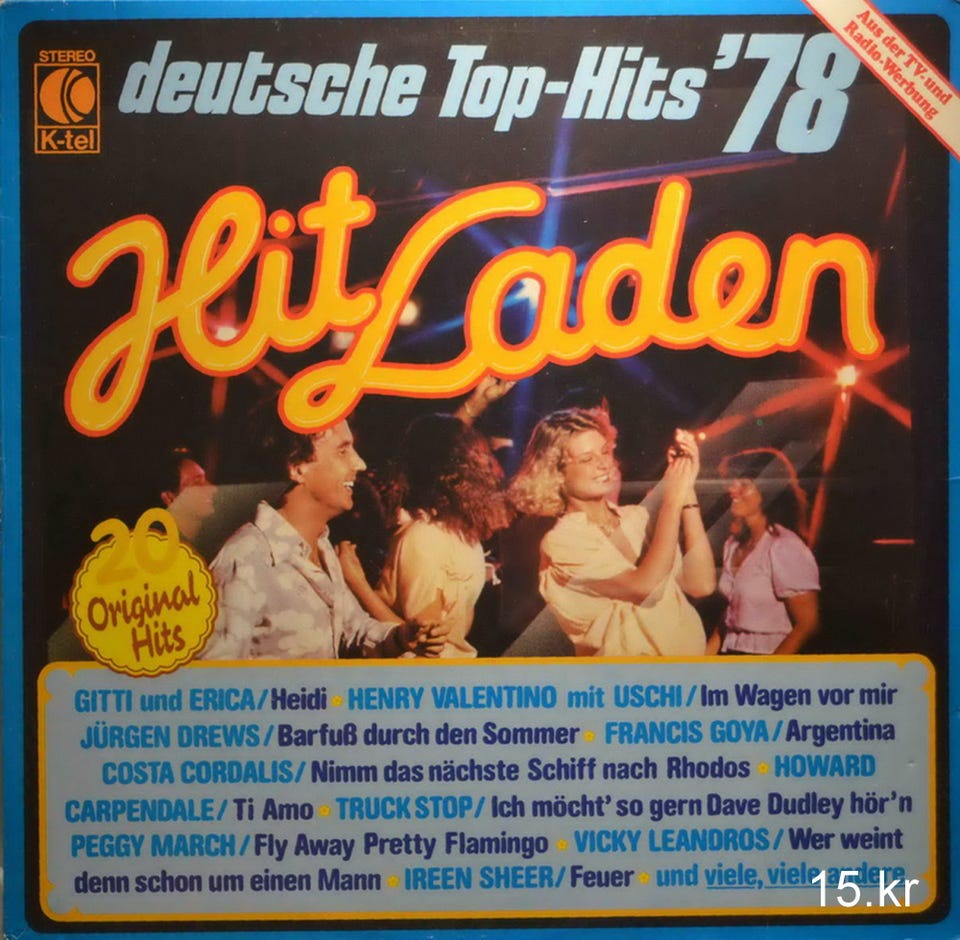 STEREO
K-tel
deutsche Top-Hits '78
Aus der TV- und
Radio-Werbung
Hit Laden
20
Original
Hits
GITTI und ERICA/Heidi • HENRY VALENTINO mit USCHI/Im Wagen vor mir
JÜRGEN DREWS/Barfuß durch den Sommer • FRANCIS GOYA/Argentina
COSTA CORDALIS/Nimm das nächste Schiff nach Rhodos • HOWARD
CARPENDALE/Ti Amo • TRUCK STOP/Ich möcht' so gern Dave Dudley hör'n
PEGGY MARCH/Fly Away Pretty Flamingo • VICKY LEANDROS/Wer weint
denn schon um einen Mann • IREEN SHEER/Feuer • und viele, viele andere
15.kr